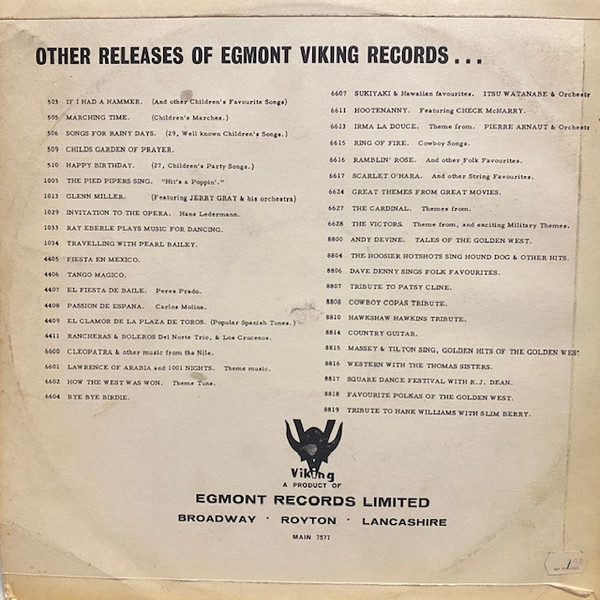 OTHER RELEASES OF EGMONT VIKING RECORDS . . .
503 IF I HAD A HAMMER. (And other Children's Favourite Songs)
505 MARCHING TIME. (Children's Marches.)
506 SONGS FOR RAINY DAYS. (29, Well known Children's Songs.)
509 CHILDS GARDEN OF PRAYER.
510 HAPPY BIRTHDAY. (27, Children's Party Songs.)
1005 THE PIED PIPERS SING. "Hit's a Poppin'."
1013 GLENN MILLER. (Featuring JERRY GRAY & his orchestra)
1029 INVITATION TO THE OPERA. Hans Ledermann.
1033 RAY EBERLE PLAYS MUSIC FOR DANCING.
1034 TRAVELLING WITH PEARL BAILEY.
4405 FIESTA EN MEXICO.
4406 TANGO MAGICO.
4407 EL FIESTA DE BAILE. Perez Prado.
4408 PASSION DE ESPANA. Carlos Molina.
4409 EL CLAMOR DE LA PLAZA DE TOROS. (Popular Spanish Tunes.)
4411 RANCHERAS & BOLEROS Del Norte Trio, & Los Crucenos.
6600 CLEOPATRA & other music from the Nile.
6601 LAWRENCE OF ARABIA and 1001 NIGHTS. Theme music.
6602 HOW THE WEST WAS WON. Theme Tune.
6604 BYE BYE BIRDIE.
6607 SUKIYAKI & Hawaiian favourites. ITSU WATANABE & Orchestr
6611 HOOTENANNY. Featuring CHECK McHARRY.
6613 IRMA LA DOUCE. Theme from. PIERRE ARNAUT & Orchestr
6615 RING OF FIRE. Cowboy Songs.
6616 RAMBLIN' ROSE. And other Folk Favourites.
6617 SCARLET O'HARA. And other String Favourites.
6624 GREAT THEMES FROM GREAT MOVIES.
6627 THE CARDINAL. Themes from.
6628 THE VICTORS. Theme from, and exciting Military Themes.
8800 ANDY DEVINE. TALES OF THE GOLDEN WEST.
8804 THE HOOSIER HOTSHOTS SING HOUND DOG & OTHER HITS.
8806 DAVE DENNY SINGS FOLK FAVOURITES.
8807 TRIBUTE TO PATSY CLINE.
8808 COWBOY COPAS TRIBUTE.
8810 HAWKSHAW HAWKINS TRIBUTE.
8814 COUNTRY GUITAR.
8815 MASSEY & TILTON SING, GOLDEN HITS OF THE GOLDEN WES
8816 WESTERN WITH THE THOMAS SISTERS.
8817 SQUARE DANCE FESTIVAL WITH R.J. DEAN.
8818 FAVOURITE POLKAS OF THE GOLDEN WEST.
8819 TRIBUTE TO HANK WILLIAMS WITH SLIM BERRY.
Viking
A PRODUCT OF
EGMONT RECORDS LIMITED
BROADWAY · ROYTON · LANCASHIRE
MAIN 7577